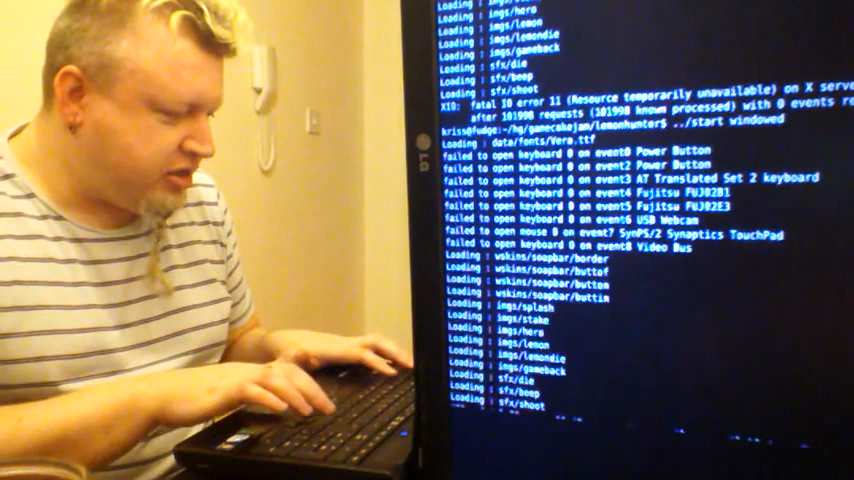 Loading : imgs/hero
Loading : imgs/lemon
Loading : imgs/lemondie
Loading : imgs/gameback
Loading : sfx/die
Loading : sfx/beep
Loading : sfx/shoot
XIO:  fatal IO error 11 (Resource temporarily unavailable) on X serve
after 101998 requests (101998 known processed) with 0 events re
kriss@fudge:~/hg/gamecakejam/lemonhunter$ ../start windowed
Loading : data/fonts/Vera.ttf
failed to open keyboard 0 on event0 Power Button
failed to open keyboard 0 on event2 Power Button
failed to open keyboard 0 on event3 AT Translated Set 2 keyboard
failed to open keyboard 0 on event4 Fujitsu FUJ02B1
failed to open keyboard 0 on event5 Fujitsu FUJ02E3
failed to open keyboard 0 on event6 USB Webcam
failed to open mouse 0 on event7 SynPS/2 Synaptics TouchPad
failed to open keyboard 0 on event8 Video Bus
Loading : wskins/soapbar/border
Loading : wskins/soapbar/buttof
Loading : wskins/soapbar/button
Loading : wskins/soapbar/buttin
Loading : imgs/splash
Loading : imgs/stake
Loading : imgs/hero
Loading : imgs/lemon
Loading : imgs/lemondie
Loading : imgs/gameback
Loading : sfx/die
Loading : sfx/beep
Loading : sfx/shoot
LG